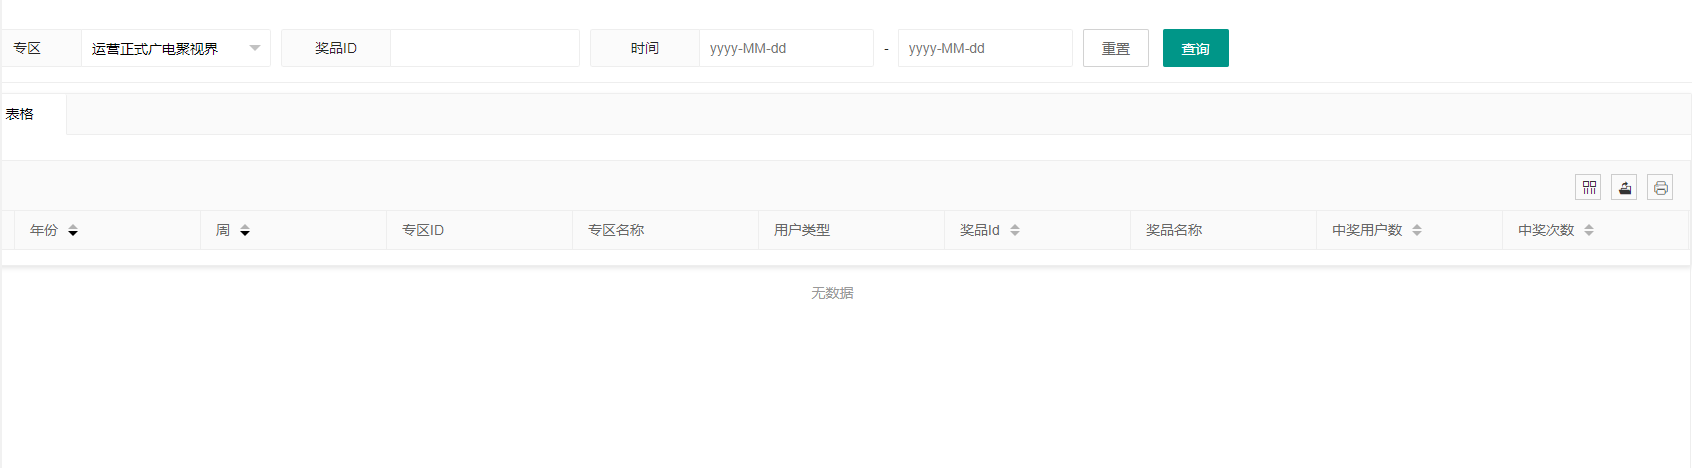 专区 运营正式广电聚视界 奖品ID 时间 yyyy-MM-dd - yyyy-MM-dd 重置 查询
表格
年份 周 专区ID 专区名称 用户类型 奖品Id 奖品名称 中奖用户数 中奖次数
无数据